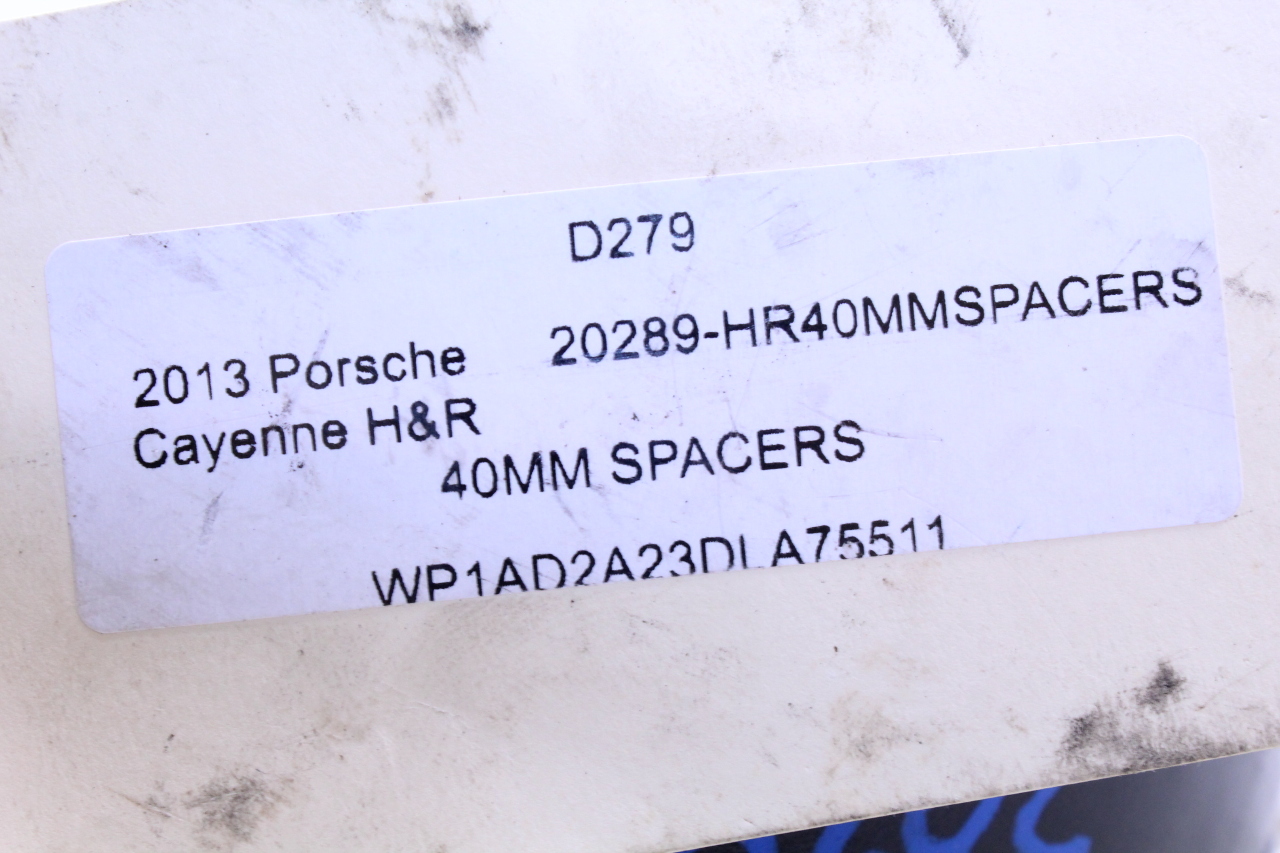 D279
2013 Porsche 20289-HR40MMSPACERS
Cayenne H&R
40MM SPACERS
WP1AD2A23DLA75511